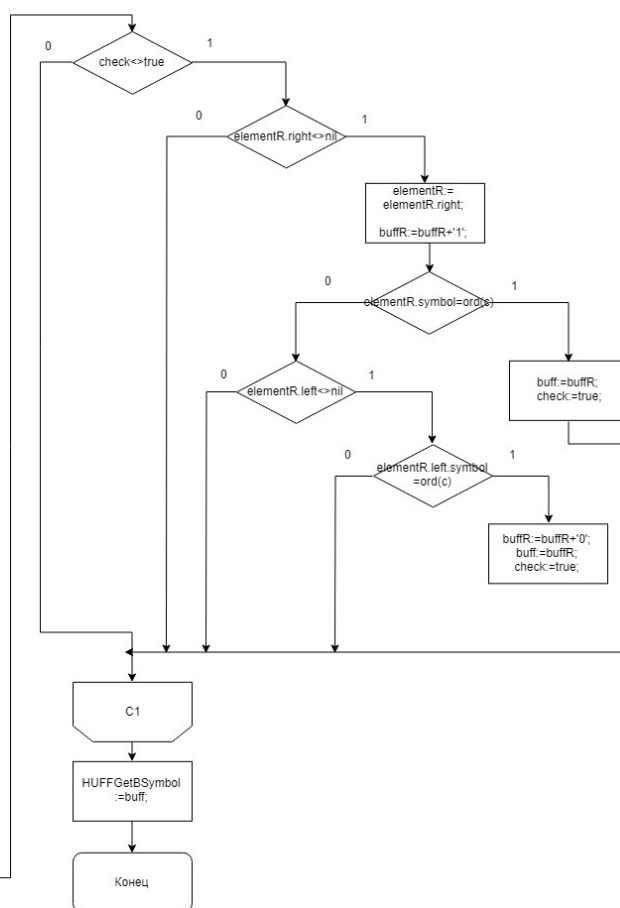 0
1
check<>true
0
1
elementR.right<>nil
elementR:=
elementR.right;
buffR:=buffR+'1';
0
1
elementR.symbol=ord(c)
0
1
elementR.left<>nil
buff:=buffR;
check:=true;
0
1
elementR.left.symbol
=ord(c)
buffR:=buffR+'0';
buff:=buffR;
check:=true;
C1
HUFFGetBSymbol
:=buff;
Конец